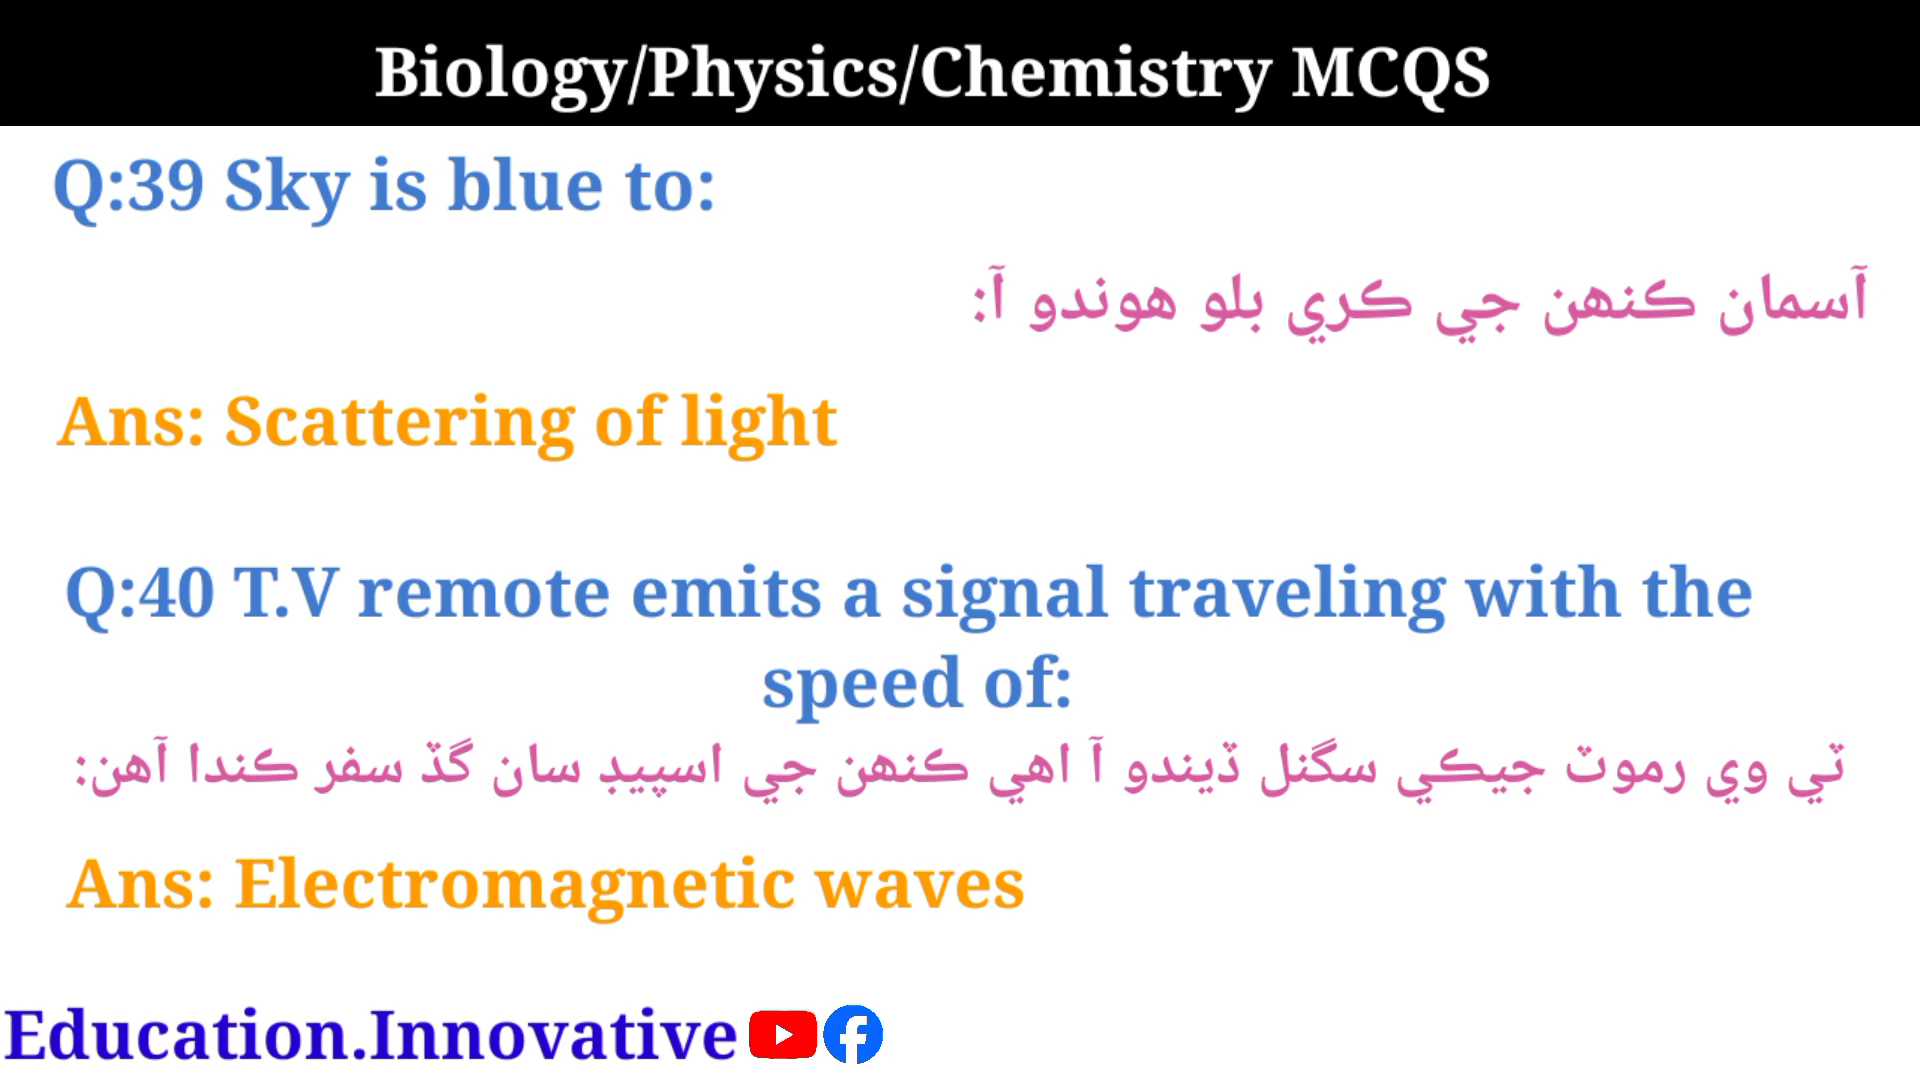 Biology/Physics/Chemistry MCQS
Q:39 Sky is blue to:
آسمان ڪنهن جي ڪري بلو هوندو آ:
Ans: Scattering of light
Q:40 T.V remote emits a signal traveling with the
speed of:
ٽي وي رموٽ جيڪي سگنل ڏيندو آ اهي ڪنهن جي اسپيڊ سان گڏ سفر ڪندا آهن:
Ans: Electromagnetic waves
Education.Innovative